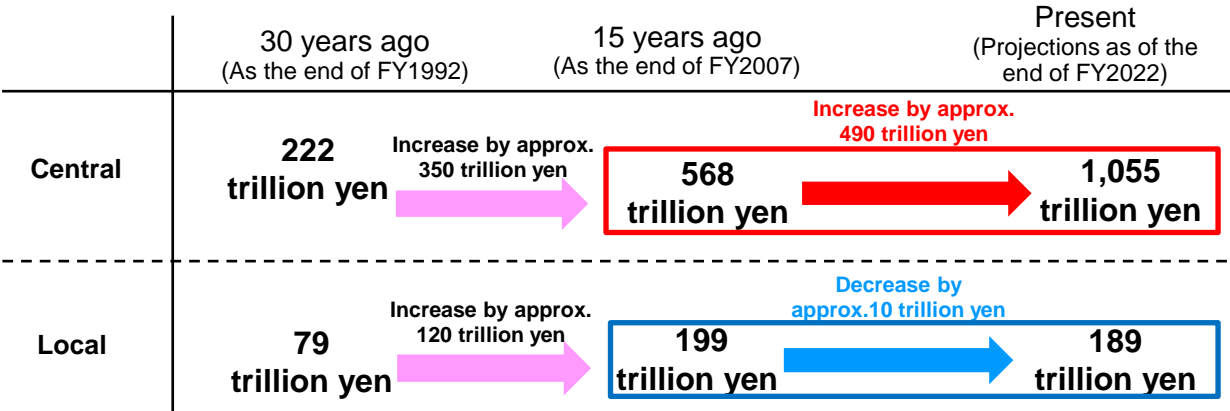 30 years ago
(As the end of FY1992)
15 years ago
(As the end of FY2007)
Present
(Projections as of the
end of FY2022)
Central
222
trillion yen
Increase by approx.
350 trillion yen
568
trillion yen
Increase by approx.
490 trillion yen
1,055
trillion yen
Local
79
trillion yen
Increase by approx.
120 trillion yen
199
trillion yen
Decrease by
approx.10 trillion yen
189
trillion yen